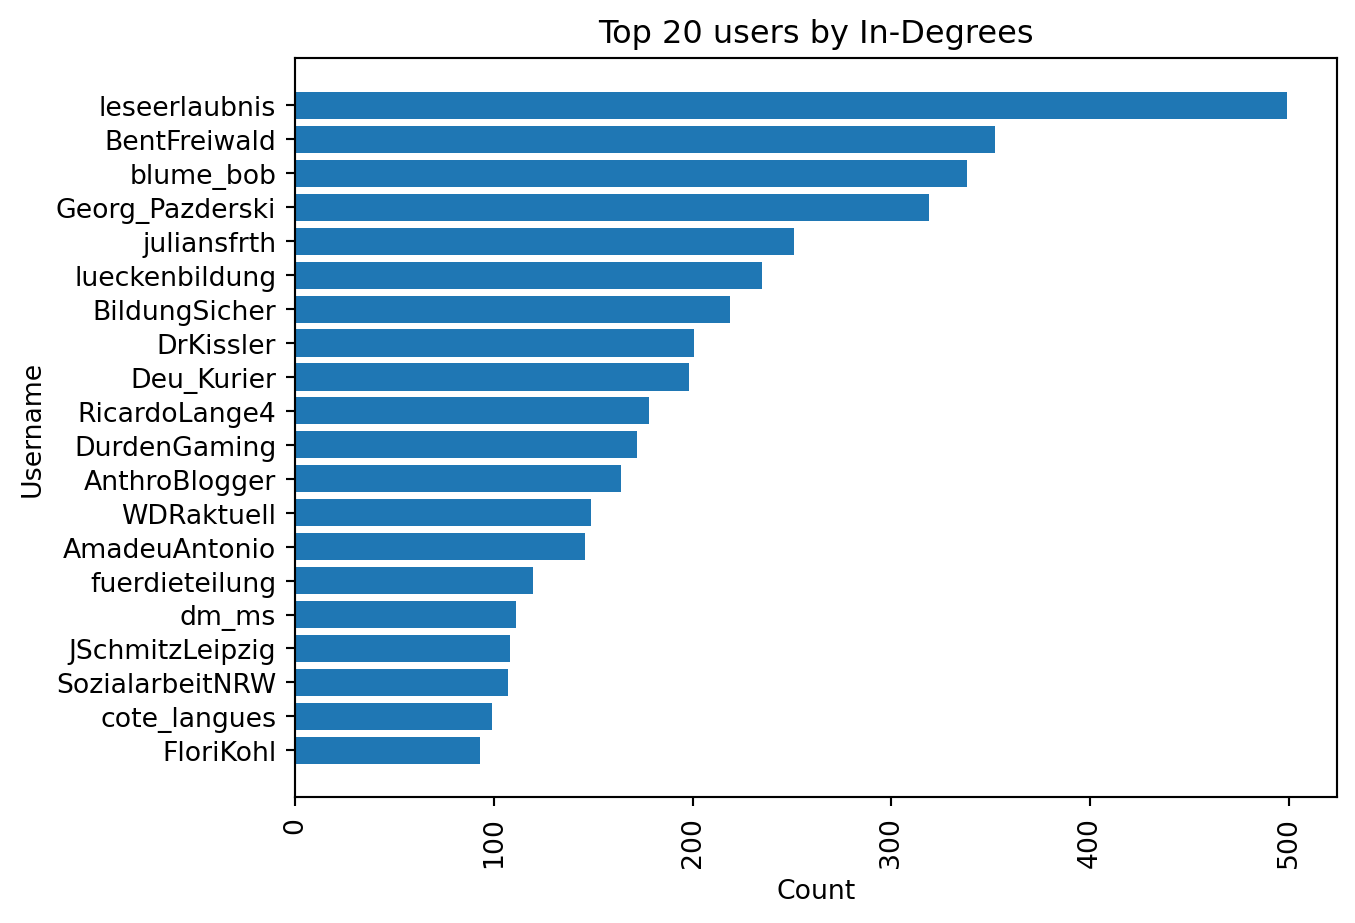 Top 20 users by In-Degrees
Username
leseerlaubnis
BentFreiwald
blume_bob
Georg_Pazderski
juliansfrth
lueckenbildung
BildungSicher
DrKissler
Deu_Kurier
RicardoLange4
DurdenGaming
AnthroBlogger
WDRaktuell
AmadeuAntonio
fuerdieteilung
dm_ms
JSchmitzLeipzig
SozialarbeitNRW
cote_langues
FloriKohl
0
100
200
300
400
500
Count